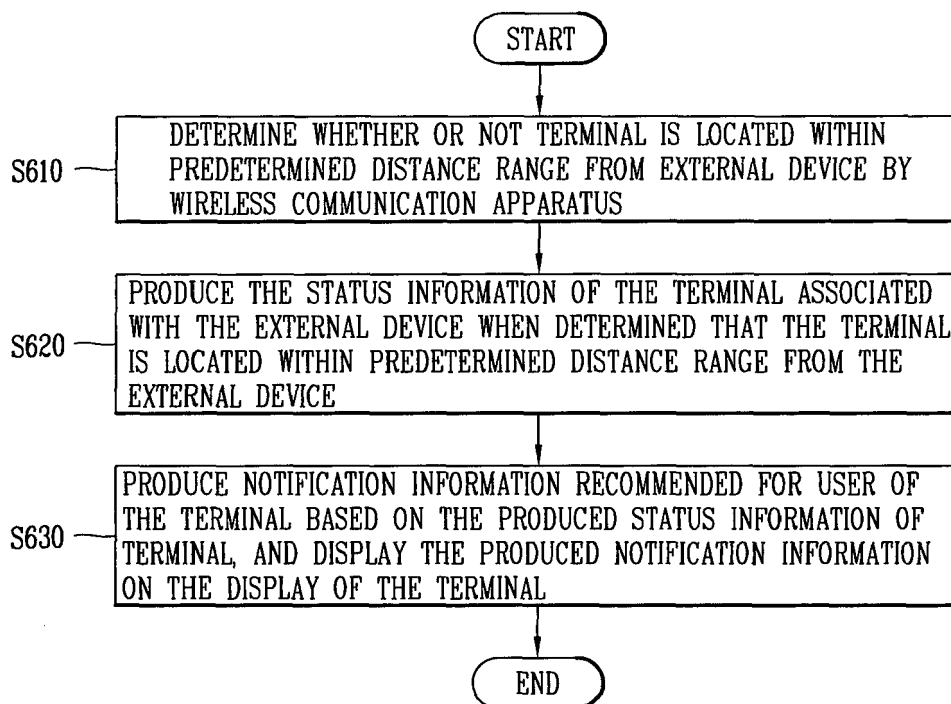 START
S610
DETERMINE WHETHER OR NOT TERMINAL IS LOCATED WITHIN
PREDETERMINED DISTANCE RANGE FROM EXTERNAL DEVICE BY
WIRELESS COMMUNICATION APPARATUS
S620
PRODUCE THE STATUS INFORMATION OF THE TERMINAL ASSOCIATED
WITH THE EXTERNAL DEVICE WHEN DETERMINED THAT THE TERMINAL
IS LOCATED WITHIN PREDETERMINED DISTANCE RANGE FROM THE
EXTERNAL DEVICE
S630
PRODUCE NOTIFICATION INFORMATION RECOMMENDED FOR USER OF
THE TERMINAL BASED ON THE PRODUCED STATUS INFORMATION OF
TERMINAL, AND DISPLAY THE PRODUCED NOTIFICATION INFORMATION
ON THE DISPLAY OF THE TERMINAL
END